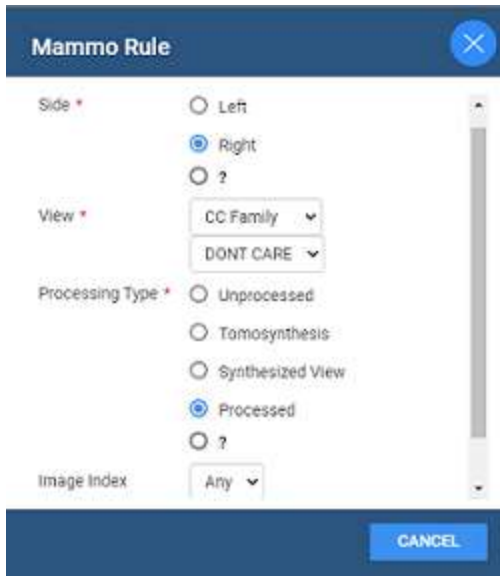 Mammo Rule
Side * Left
Right
?
View * CC Family
DONT CARE
Processing Type * Unprocessed
Tomosynthesis
Synthesized View
Processed
?
Image Index Any
CANCEL